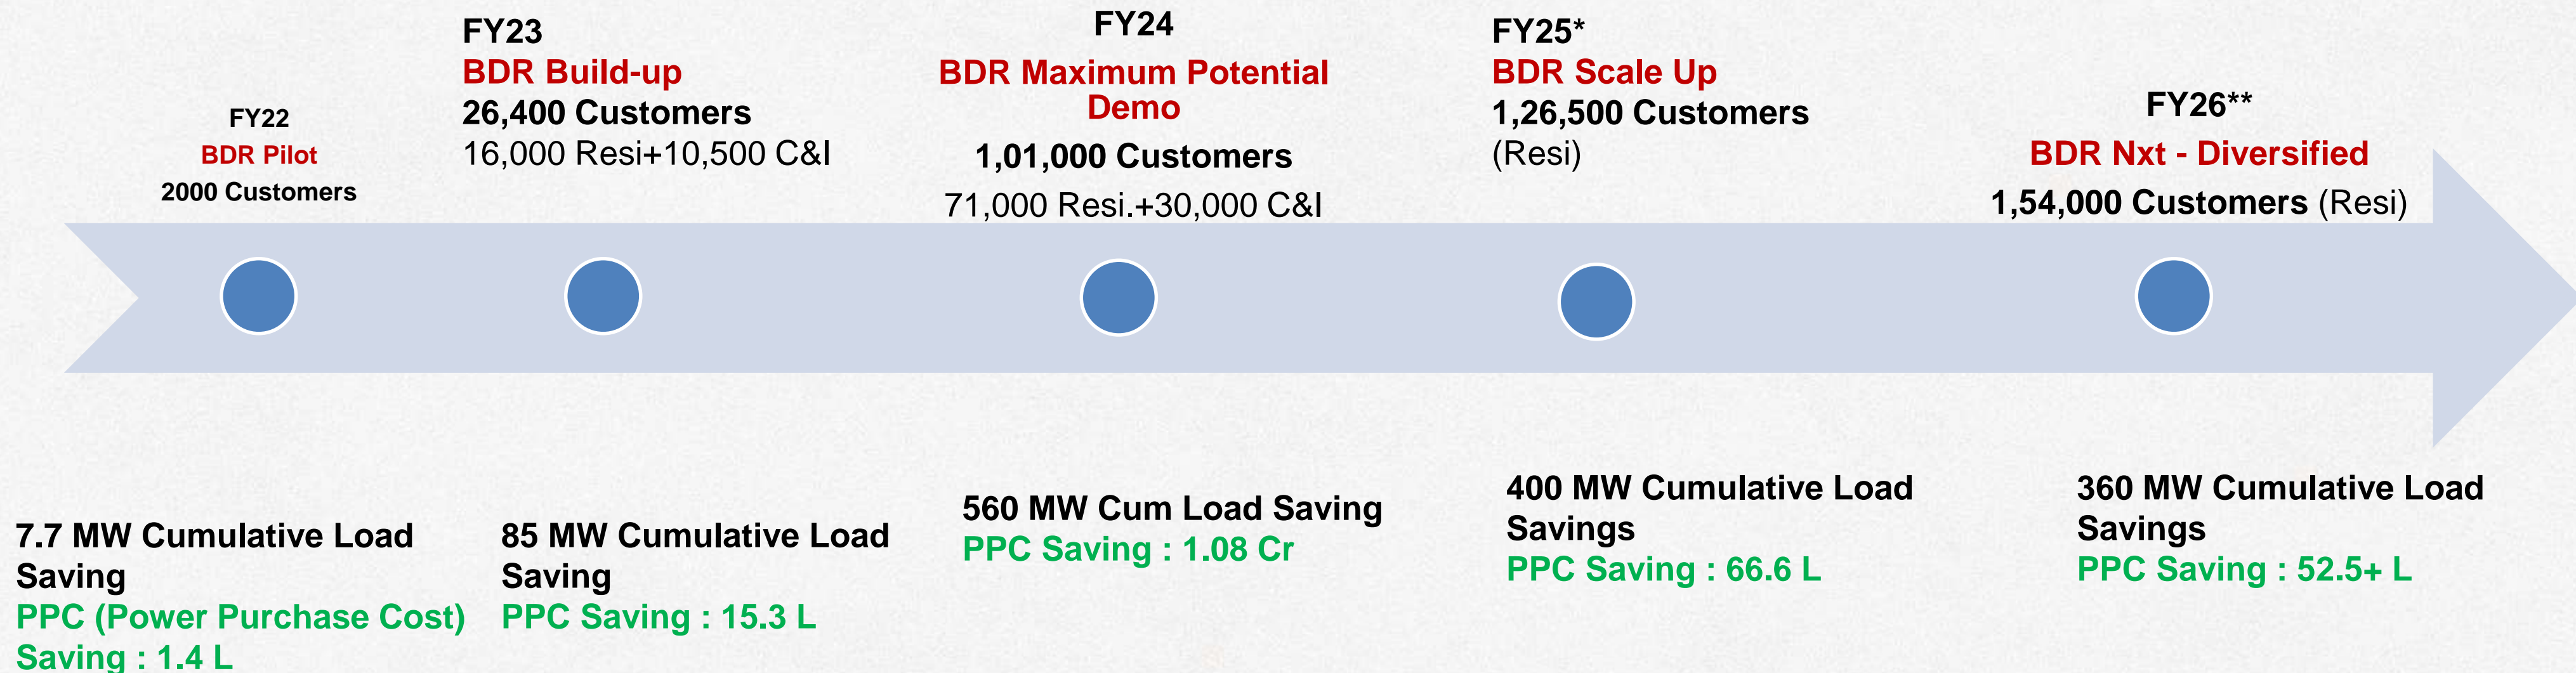 FY22
BDR Pilot
2000 Customers
FY23
BDR Build-up
26,400 Customers
16,000 Resi+10,500 C&I
FY24
BDR Maximum Potential
Demo
1,01,000 Customers
71,000 Resi.+30,000 C&I
FY25*
BDR Scale Up
1,26,500 Customers
(Resi)
FY26**
BDR Nxt - Diversified
1,54,000 Customers (Resi)
7.7 MW Cumulative Load
Saving
PPC (Power Purchase Cost)
Saving : 1.4 L
85 MW Cumulative Load
Saving
PPC Saving : 15.3 L
560 MW Cum Load Saving
PPC Saving : 1.08 Cr
400 MW Cumulative Load
Savings
PPC Saving : 66.6 L
360 MW Cumulative Load
Savings
PPC Saving : 52.5+ L